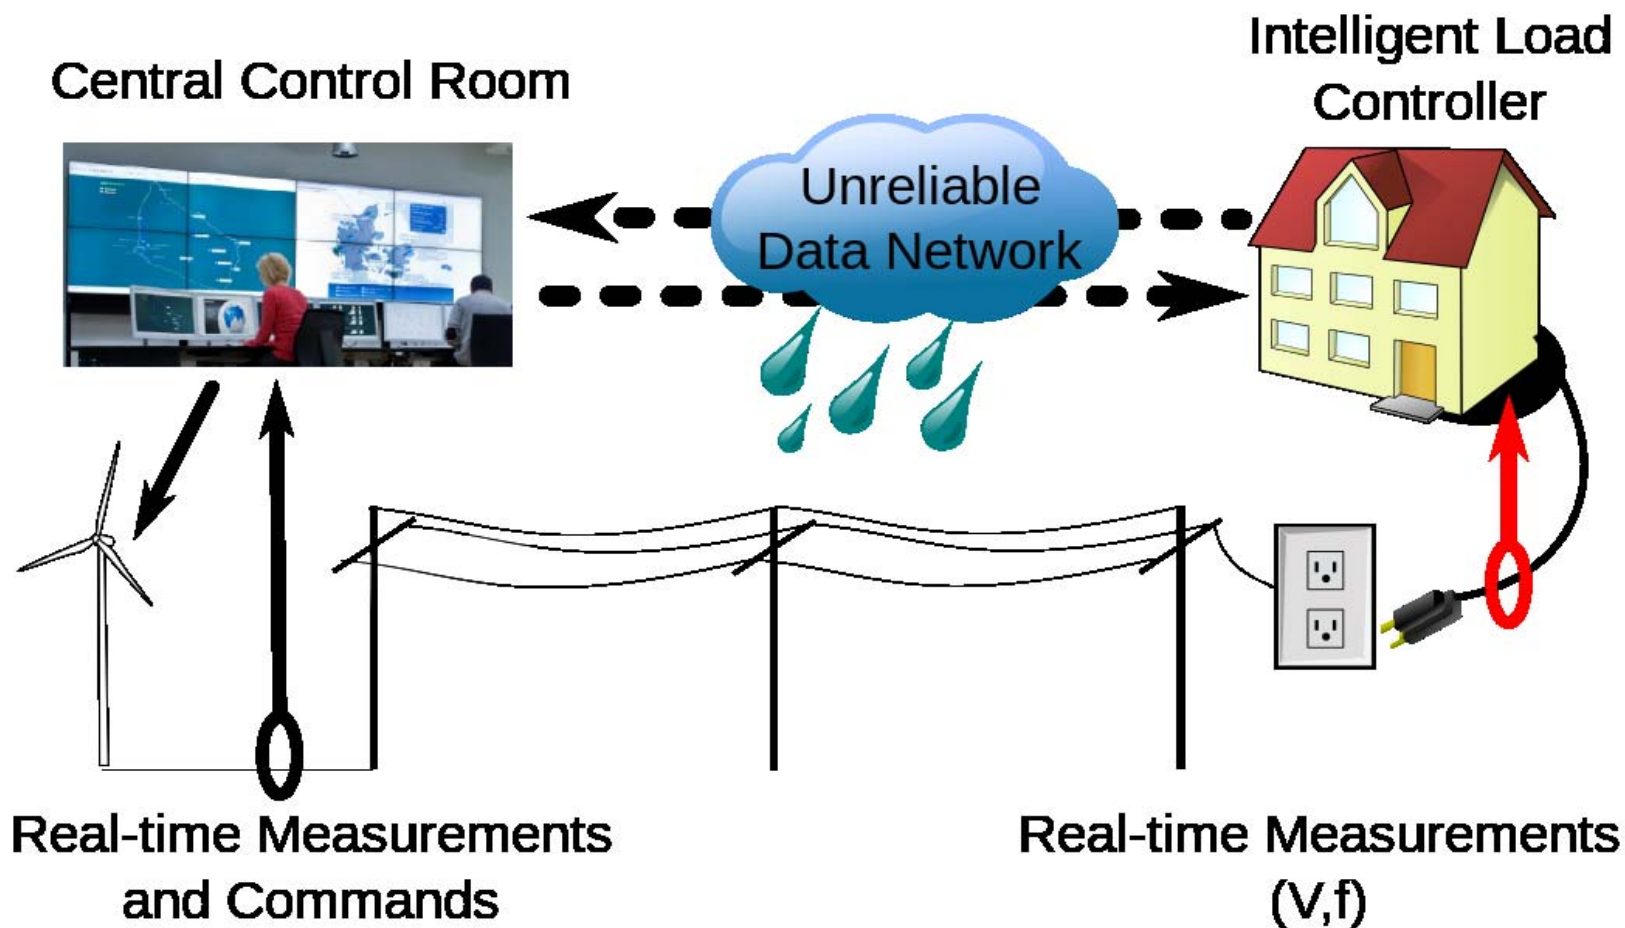 Central Control Room
Intelligent Load
Controller
Unreliable
Data Network
Real-time Measurements
and Commands
Real-time Measurements
(V,f)